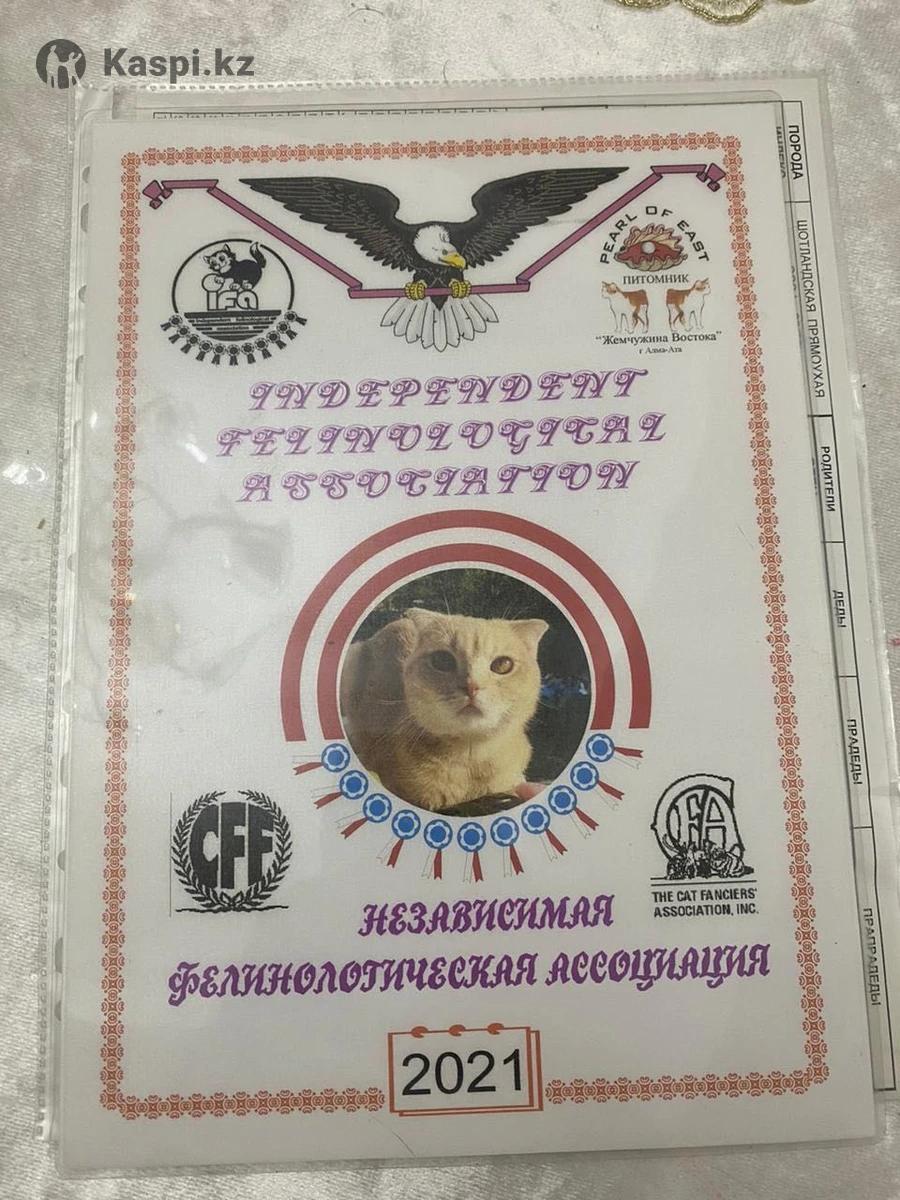 Kaspi.kz
ПОРОДА
ШОТЛАНДСКАЯ ПРЯМОУХАЯ
РОДИТЕЛИ
ДЕДЫ
ПРАДЕДЫ
ПРАПРАДЕДЫ
IFA
PEARL OF EAST
ПИТОМНИК
"Жемчужина Востока"
г Алма-Ата
INDEPENDENT
FELINOLOGICAL
ASSOCIATION
CFF
CFA
THE CAT FANCIERS'
ASSOCIATION, INC.
НЕЗАВИСИМАЯ
ФЕЛИНОЛОГИЧЕСКАЯ АССОЦИАЦИЯ
2021